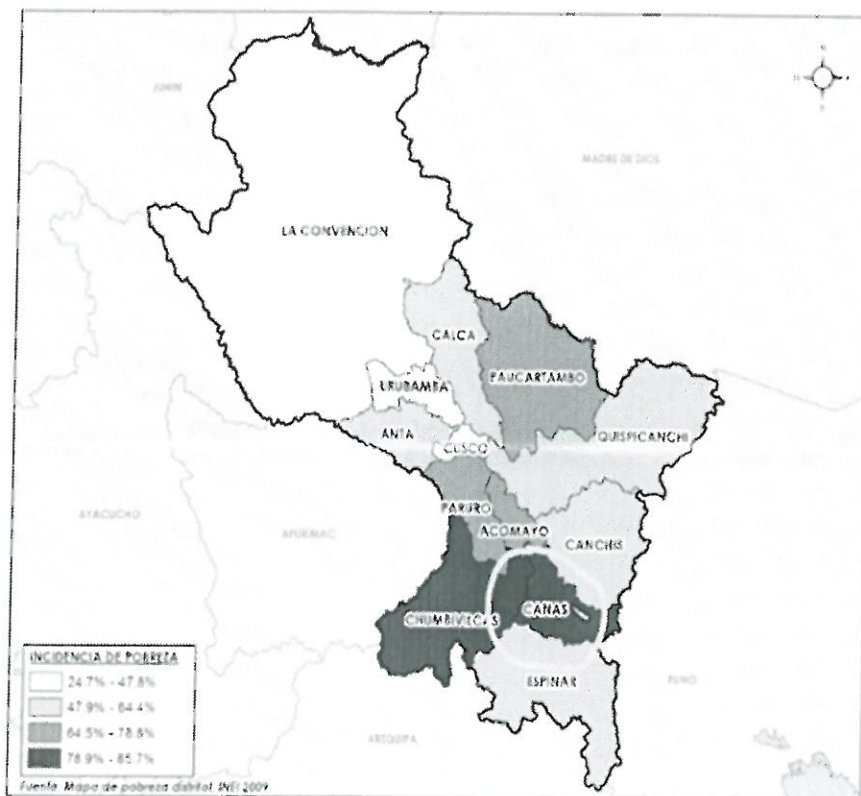 JUNIN
MADRE DE DIOS
LA CONVENCION
CALCA
URUBAMBA
PAUCARTAMBO
ANTA
CUSCO
QUISPICANCHI
PARURO
AYACUCHO
APURIMAC
ACOMAYO
CANCHIS
CHUMBIVILCAS
CANAS
ESPINAR
PUNO
AREQUIPA
INCIDENCIA DE POBREZA
24.7% - 47.8%
47.9% - 64.4%
64.5% - 78.8%
78.9% - 85.7%
Fuente: Mapa de pobreza distrital. INEI 2009